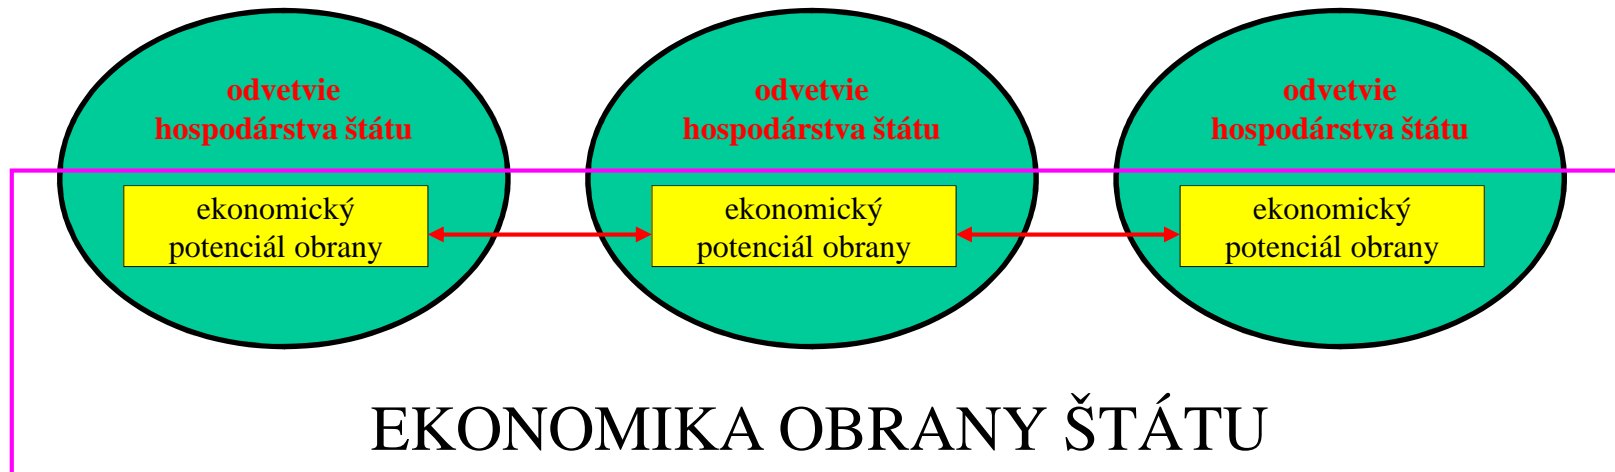 odvetvie
hospodárstva štátu
ekonomický
potenciál obrany
odvetvie
hospodárstva štátu
ekonomický
potenciál obrany
odvetvie
hospodárstva štátu
ekonomický
potenciál obrany
EKONOMIKA OBRANY ŠTÁTU